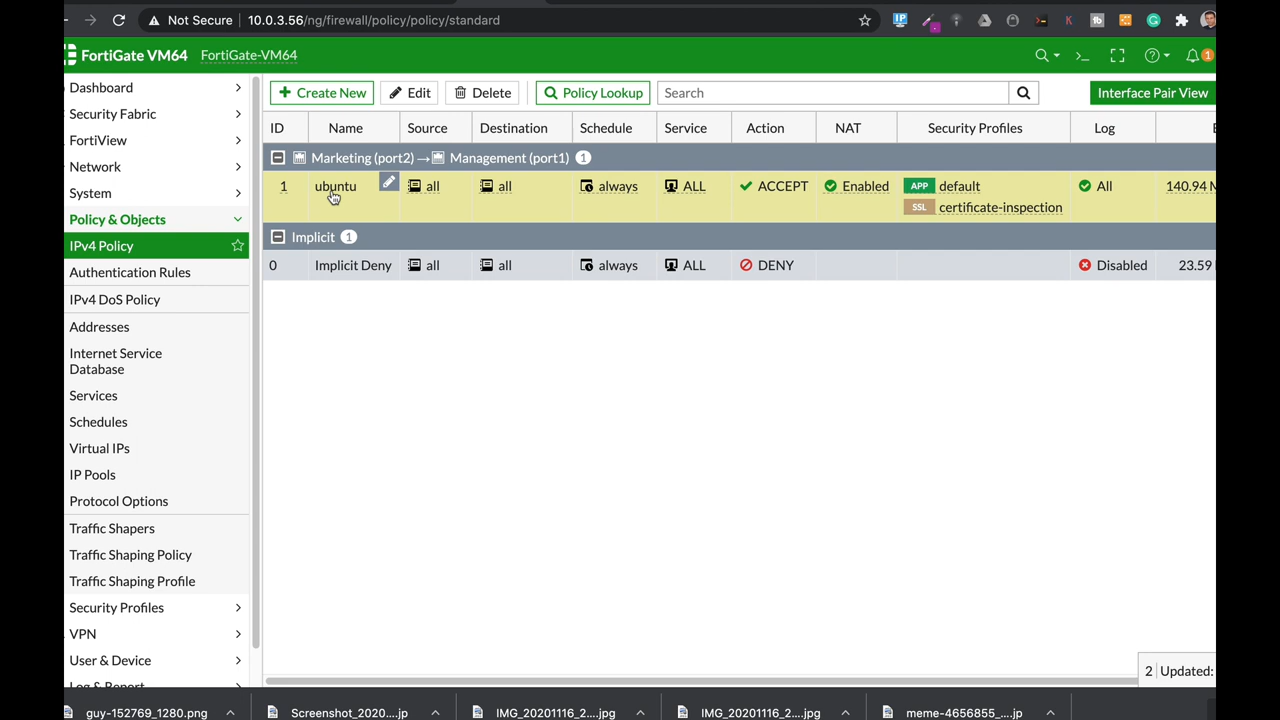 Not Secure 10.0.3.56/ng/firewall/policy/policy/standard
FortiGate VM64 FortiGate-VM64 1
Dashboard
Security Fabric
FortiView
Network
System
Policy & Objects
IPv4 Policy
Authentication Rules
IPv4 DoS Policy
Addresses
Internet Service
Database
Services
Schedules
Virtual IPs
IP Pools
Protocol Options
Traffic Shapers
Traffic Shaping Policy
Traffic Shaping Profile
Security Profiles
VPN
User & Device
Log & Report
Create New Edit Delete Policy Lookup Search Interface Pair View
ID Name Source Destination Schedule Service Action NAT Security Profiles Log
Marketing (port2) → Management (port1) 1
1 ubuntu all all always ALL ACCEPT Enabled APP default All 140.94
SSL certificate-inspection
Implicit 1
0 Implicit Deny all all always ALL DENY Disabled 23.59
2 Updated:
guy-152769_1280.png Screenshot_2020....jp IMG_20201116_2....jpg IMG_20201116_2....jpg meme-4656855_....jp